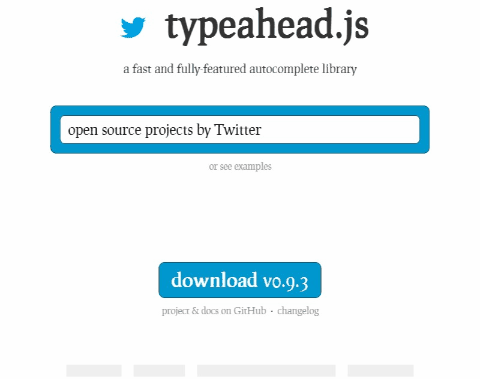 typeahead.js
a fast and fully-featured autocomplete library
open source projects by Twitter
or see examples
download v0.9.3
project & docs on GitHub • changelog